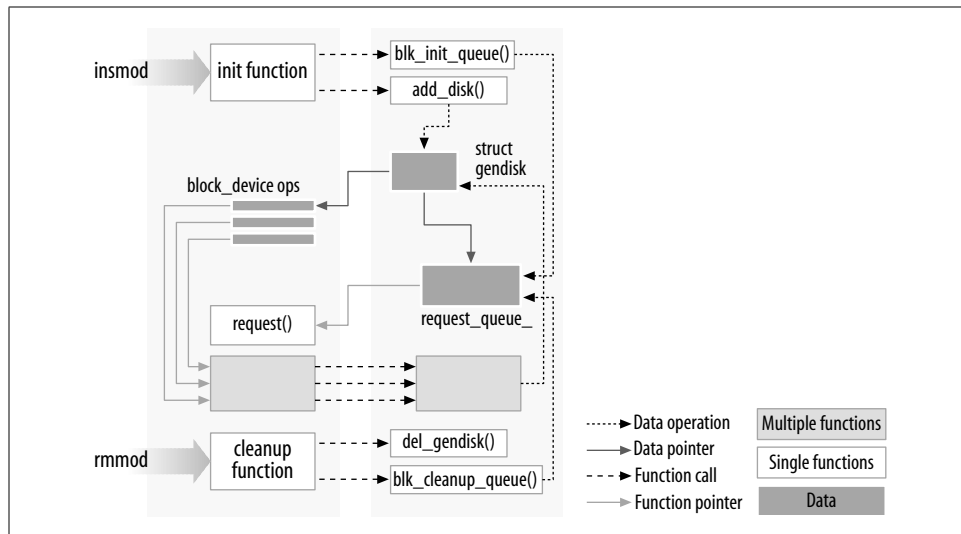 insmod
init function
blk_init_queue()
add_disk()
struct
gendisk
block_device ops
request_queue_
request()
rmmod
cleanup
function
del_gendisk()
blk_cleanup_queue()
Data operation
Data pointer
Function call
Function pointer
Multiple functions
Single functions
Data